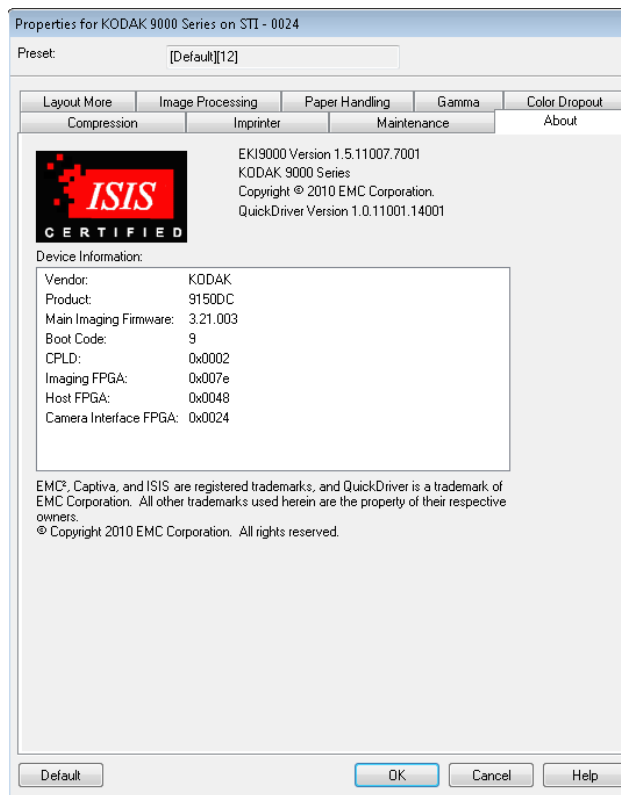 Properties for KODAK 9000 Series on STI - 0024
Preset: [Default][12]
Layout More Image Processing Paper Handling Gamma Color Dropout
Compression Imprinter Maintenance About
ISIS
CERTIFIED
EKI9000 Version 1.5.11007.7001
KODAK 9000 Series
Copyright © 2010 EMC Corporation.
QuickDriver Version 1.0.11001.14001
Device Information:
Vendor: KODAK
Product: 9150DC
Main Imaging Firmware: 3.21.003
Boot Code: 9
CPLD: 0x0002
Imaging FPGA: 0x007e
Host FPGA: 0x0048
Camera Interface FPGA: 0x0024
EMC², Captiva, and ISIS are registered trademarks, and QuickDriver is a trademark of
EMC Corporation. All other trademarks used herein are the property of their respective
owners.
© Copyright 2010 EMC Corporation. All rights reserved.
Default OK Cancel Help